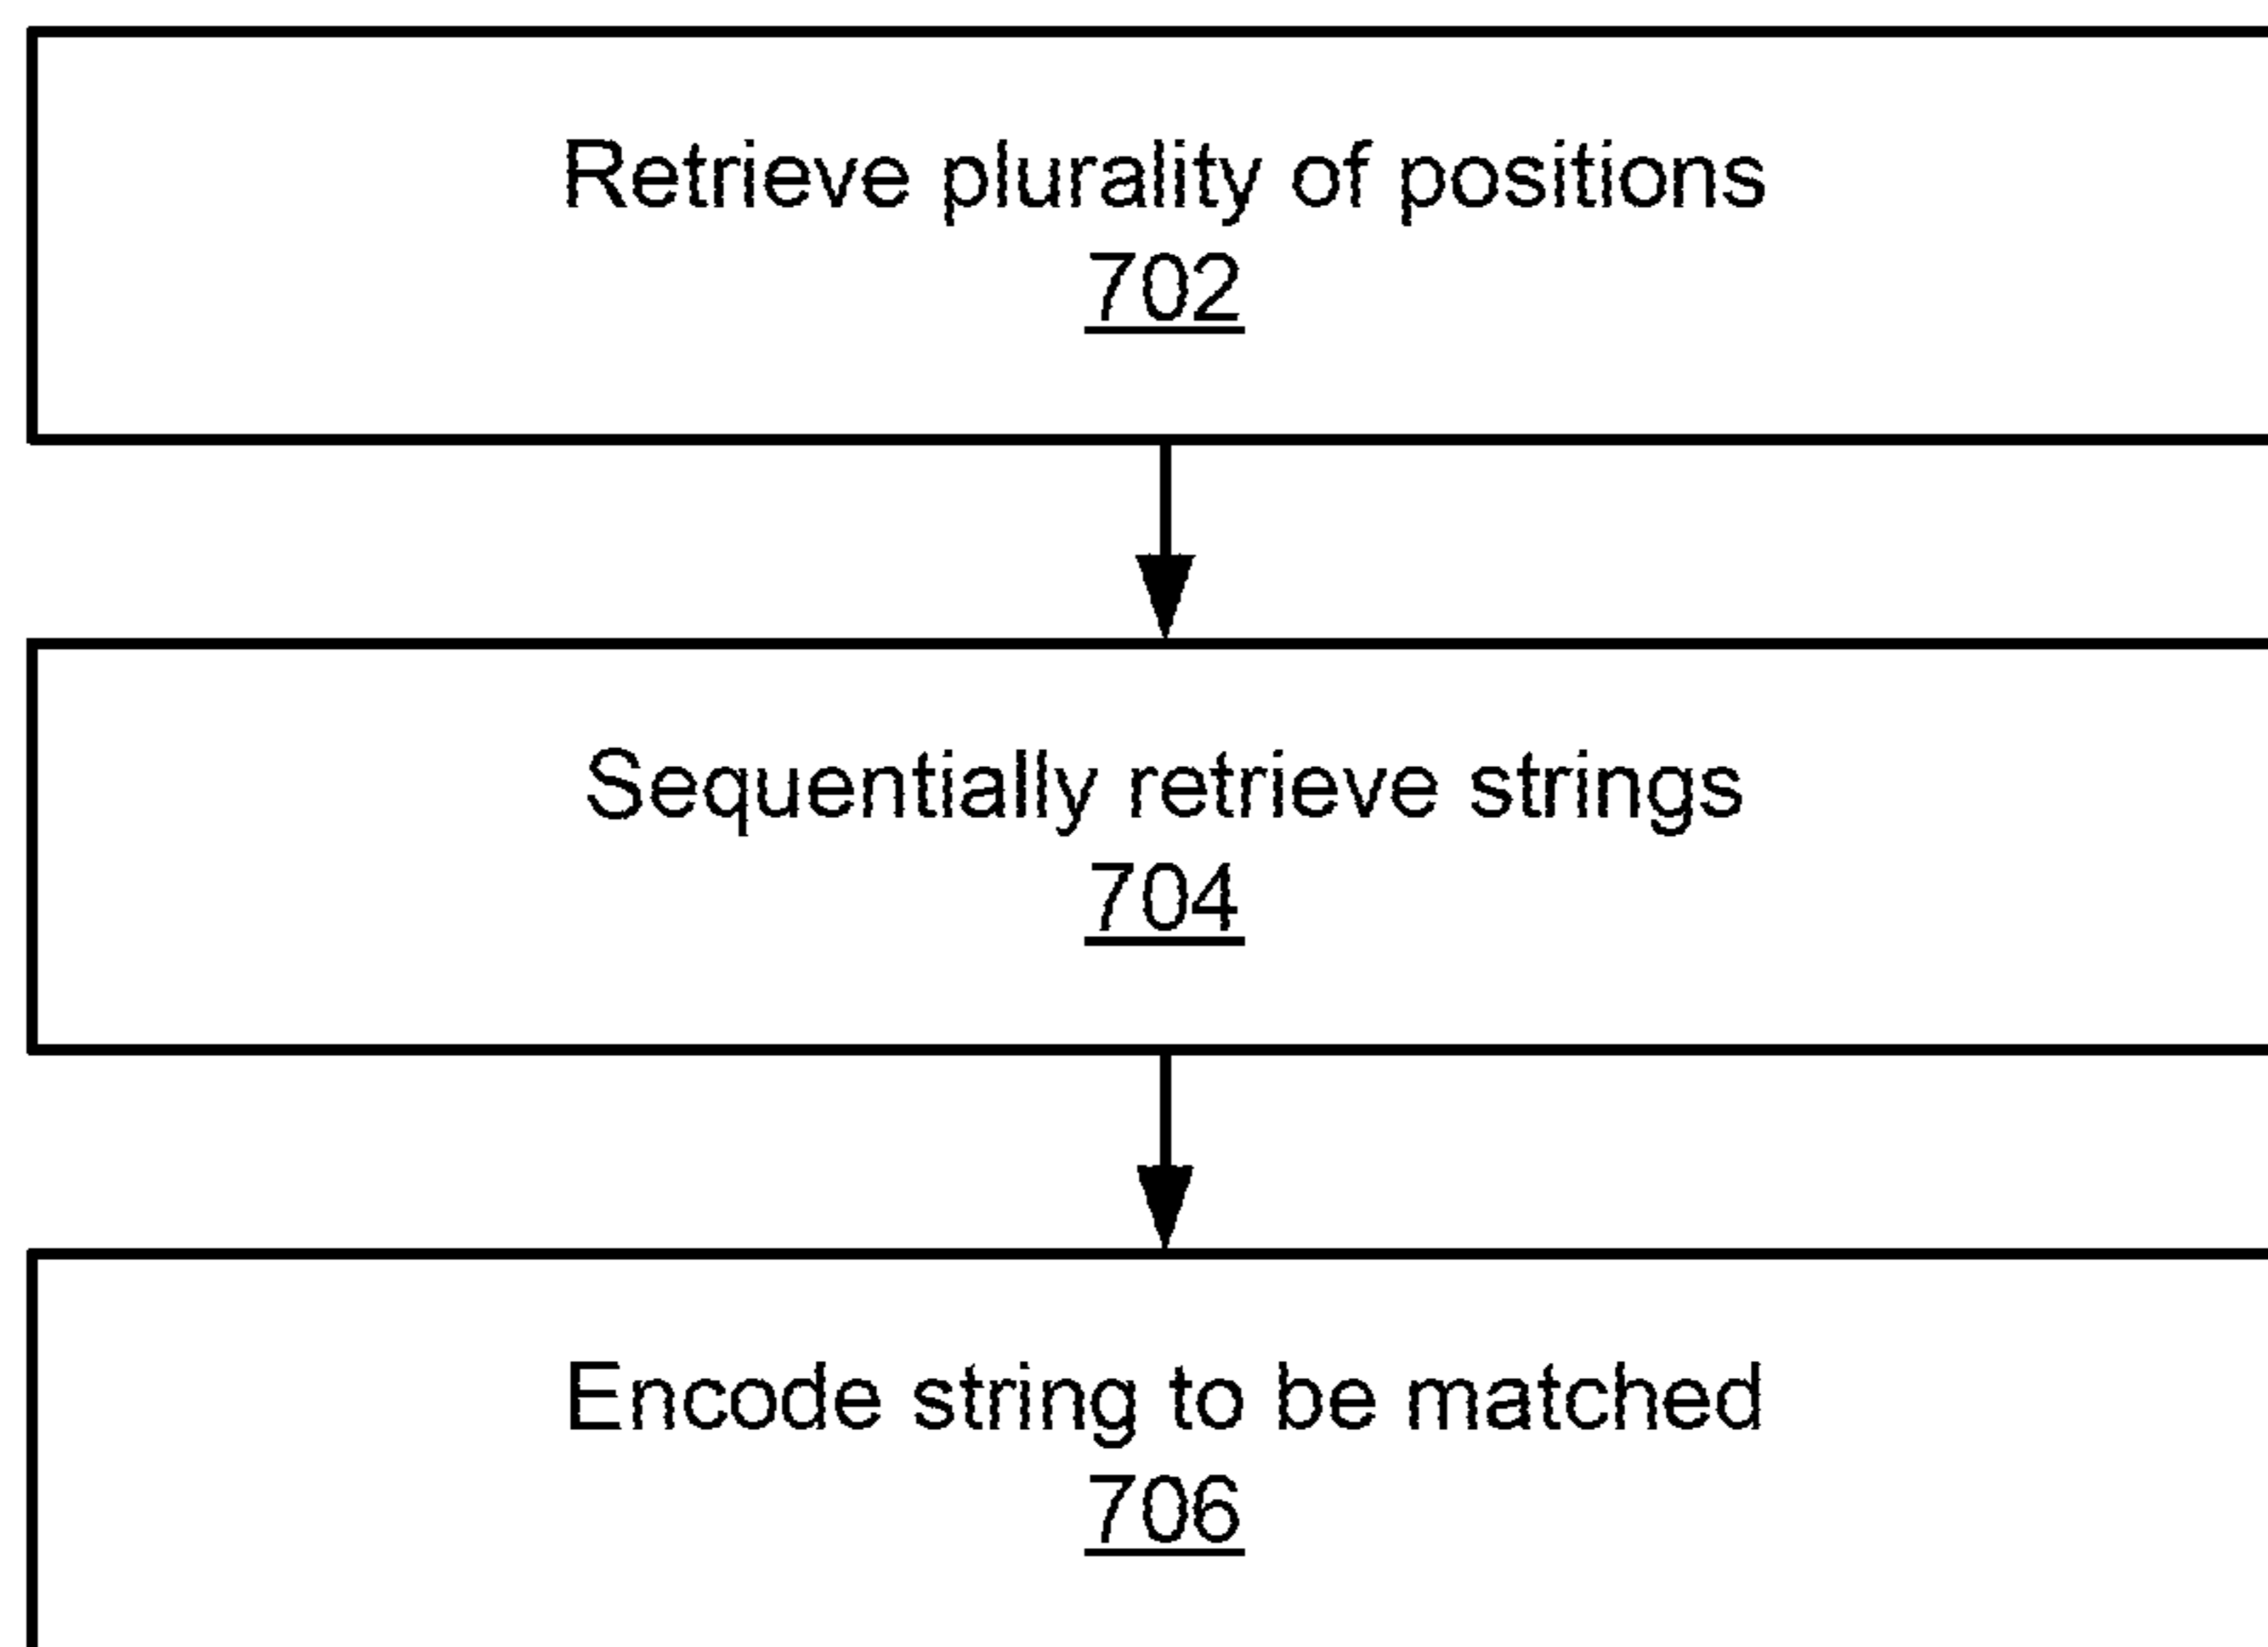 Retrieve plurality of positions
702
Sequentially retrieve strings
704
Encode string to be matched
706